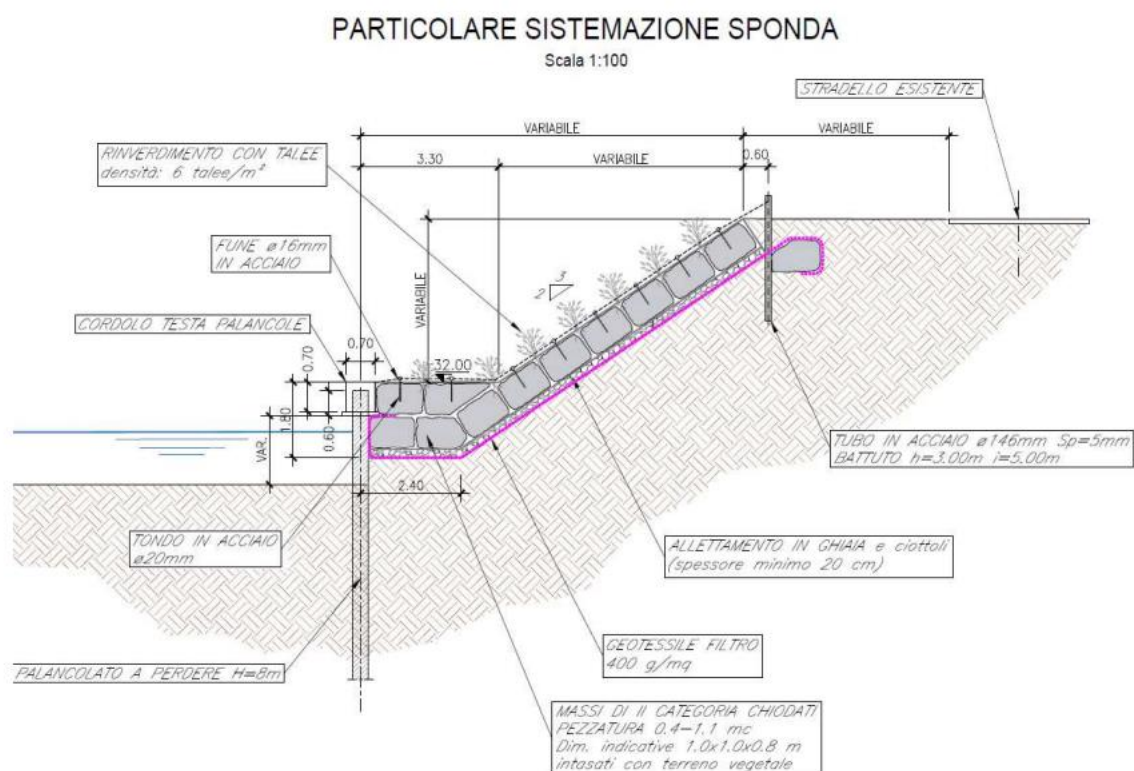 PARTICOLARE SISTEMAZIONE SPONDA
Scala 1:100
STRADELLO ESISTENTE
VARIABILE
VARIABILE
RINVERDIMENTO CON TALEE
densità: 6 talee/m²
3.30
VARIABILE
0.60
FUNE ø16mm
IN ACCIAIO
VARIABILE
3
2
CORDOLO TESTA PALANCOLE
0.70
0.70
32.00
1.80
0.60
VAR.
TUBO IN ACCIAIO ø146mm Sp=5mm
BATTUTO h=3.00m i=5.00m
2.40
TONDO IN ACCIAIO
ø20mm
ALLETTAMENTO IN GHIAIA e ciottoli
(spessore minimo 20 cm)
GEOTESSILE FILTRO
400 g/mq
PALANCOLATO A PERDERE H=8m
MASSI DI II CATEGORIA CHIODATI
PEZZATURA 0.4-1.1 mc
Dim. indicative 1.0x1.0x0.8 m
intasati con terreno vegetale